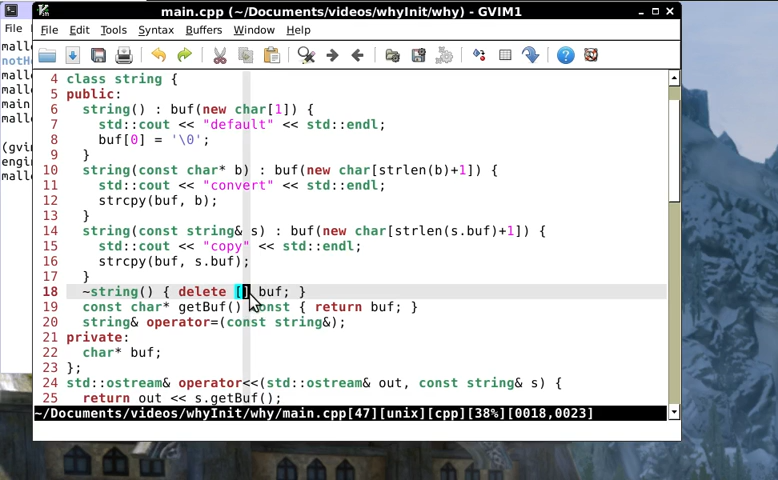 main.cpp (~/Documents/videos/whyInit/why) - GVIM1
File
File Edit Tools Syntax Buffers Window Help
4 class string {
5 public:
6 string() : buf(new char[1]) {
7 std::cout << "default" << std::endl;
8 buf[0] = '\0';
9 }
10 string(const char* b) : buf(new char[strlen(b)+1]) {
11 std::cout << "convert" << std::endl;
12 strcpy(buf, b);
13 }
14 string(const string& s) : buf(new char[strlen(s.buf)+1]) {
15 std::cout << "copy" << std::endl;
16 strcpy(buf, s.buf);
17 }
18 ~string() { delete [] buf; }
19 const char* getBuf() const { return buf; }
20 string& operator=(const string&);
21 private:
22 char* buf;
23 };
24 std::ostream& operator<<(std::ostream& out, const string& s) {
25 return out << s.getBuf();
~/Documents/videos/whyInit/why/main.cpp[47][unix][cpp][38%][0018,0023]